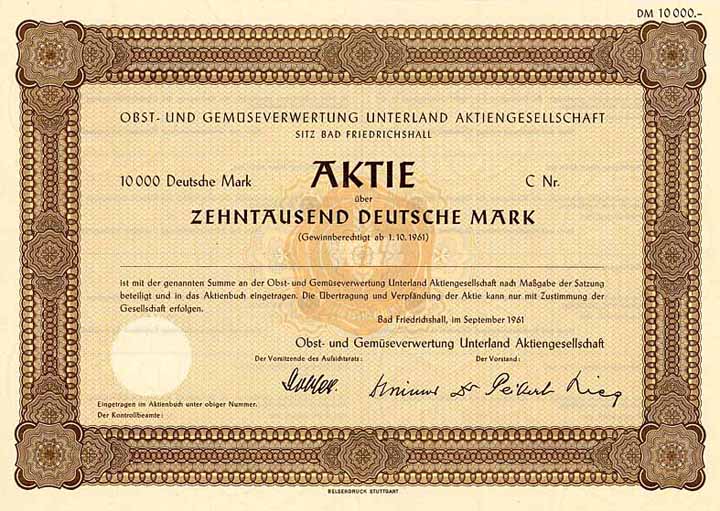 DM 10 000.-
OBST- UND GEMÜSEVERWERTUNG UNTERLAND AKTIENGESELLSCHAFT
SITZ BAD FRIEDRICHSHALL
10 000 Deutsche Mark AKTIE C Nr.
über
ZEHNTAUSEND DEUTSCHE MARK
(Gewinnberechtigt ab 1. 10. 1961)
ist mit der genannten Summe an der Obst- und Gemüseverwertung Unterland Aktiengesellschaft nach Maßgabe der Satzung
beteiligt und in das Aktienbuch eingetragen. Die Übertragung und Verpfändung der Aktie kann nur mit Zustimmung der
Gesellschaft erfolgen.
Bad Friedrichshall, im September 1961
Obst- und Gemüseverwertung Unterland Aktiengesellschaft
Der Vorsitzende des Aufsichtsrats: Der Vorstand:
Dr Peikert
Eingetragen im Aktienbuch unter obiger Nummer.
Der Kontrollbeamte:
BELSERDRUCK STUTTGART